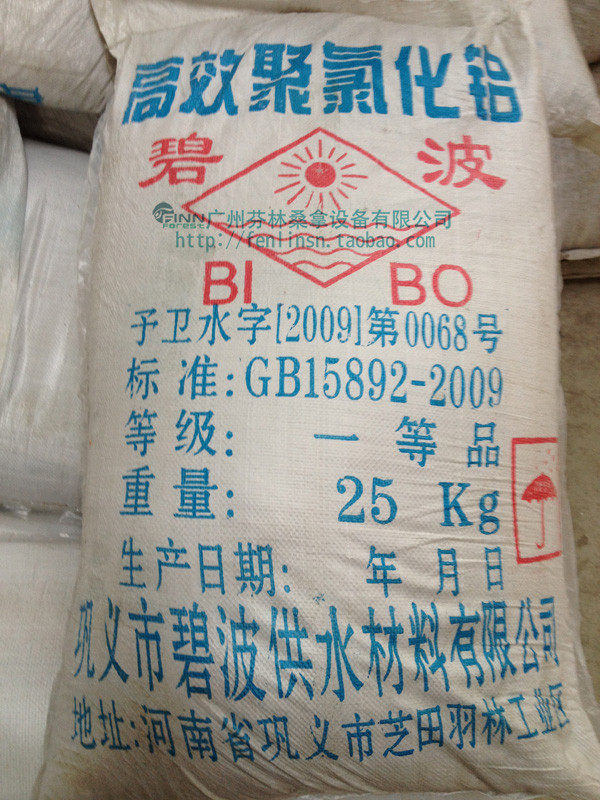 高效聚氯化铝
碧 波
FINN Forest 广州芬林桑拿设备有限公司
http://fenlinsn.taobao.com
BI BO
予卫水字[2009]第0068号
标准:GB15892-2009
等级: 一等品
重量: 25 Kg
生产日期: 年 月 日
巩义市碧波供水材料有限公司
地址:河南省巩义市芝田羽林工业区